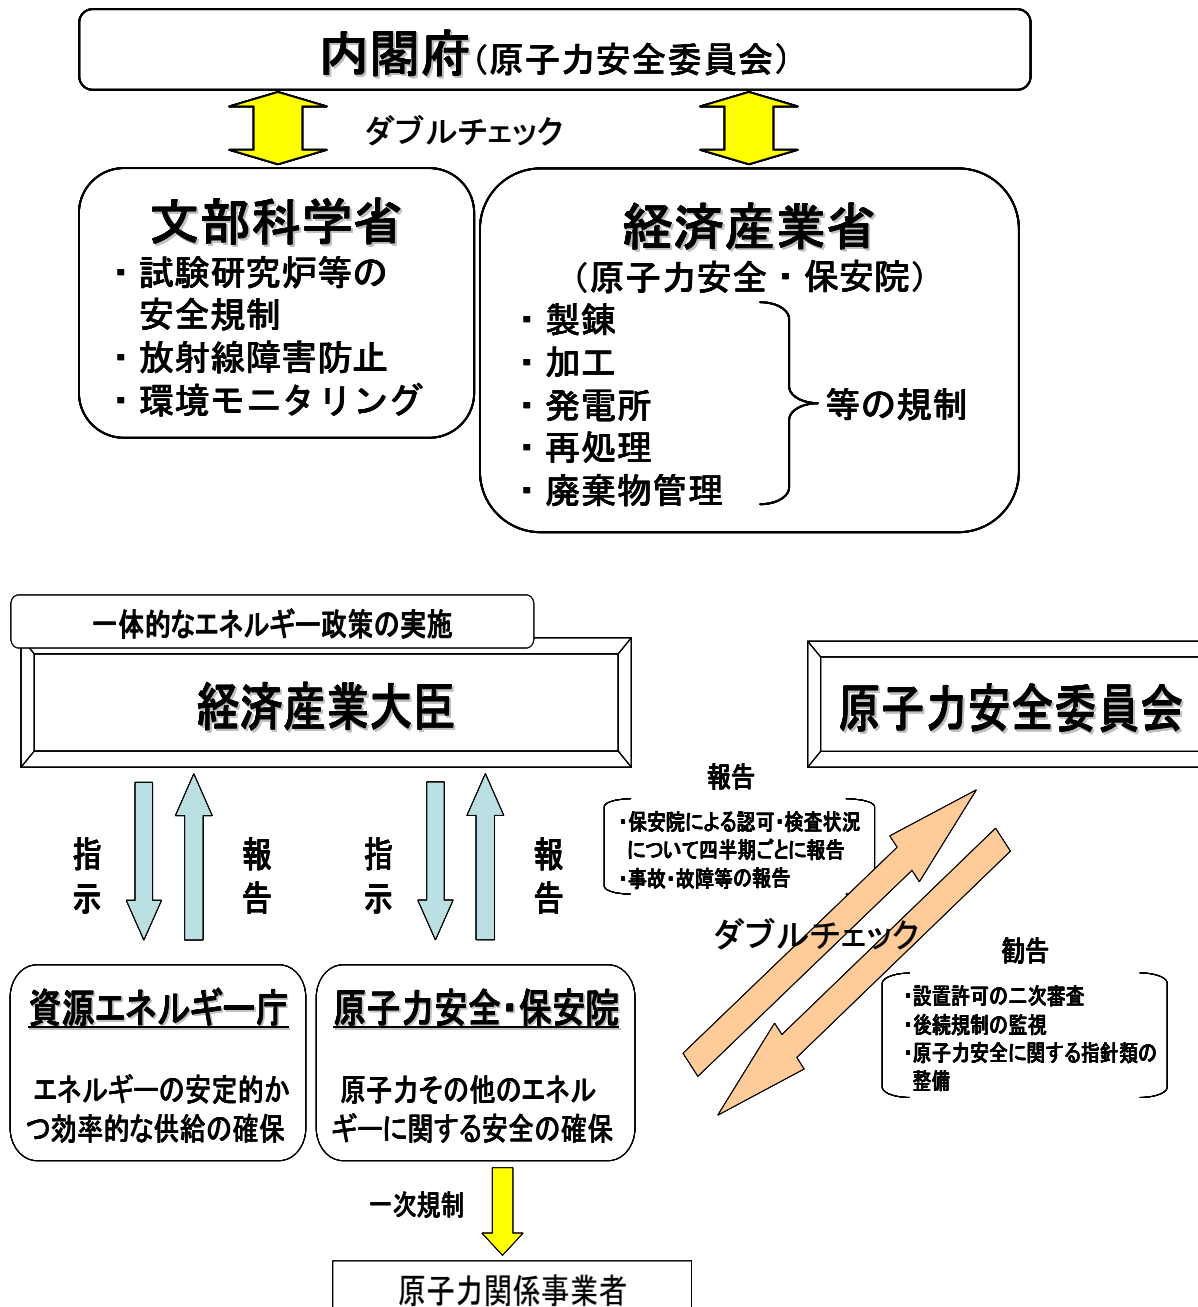 内閣府(原子力安全委員会)
ダブルチェック
文部科学省
・試験研究炉等の
安全規制
・放射線障害防止
・環境モニタリング
経済産業省
(原子力安全・保安院)
・製錬
・加工
・発電所
・再処理
・廃棄物管理
等の規制
一体的なエネルギー政策の実施
経済産業大臣
原子力安全委員会
指示
報告
指示
報告
報告
・保安院による認可・検査状況
について四半期ごとに報告
・事故・故障等の報告
ダブルチェック
勧告
・設置許可の二次審査
・後続規制の監視
・原子力安全に関する指針類の
整備
資源エネルギー庁
エネルギーの安定的か
つ効率的な供給の確保
原子力安全・保安院
原子力その他のエネル
ギーに関する安全の確保
一次規制
原子力関係事業者